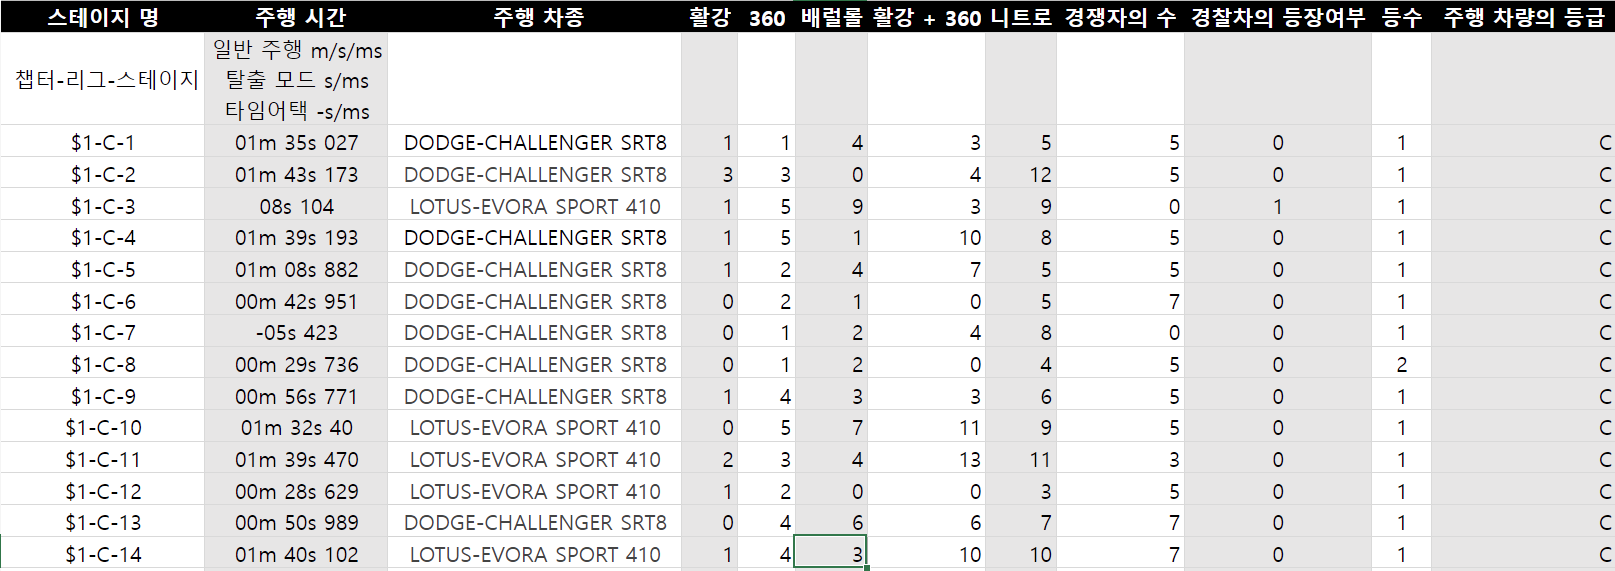 스테이지 명 주행 시간 주행 차종 활강 360 배럴롤 활강 + 360 니트로 경쟁자의 수 경찰차의 등장여부 등수 주행 차량의 등급
일반 주행 m/s/ms
챕터-리그-스테이지 탈출 모드 s/ms
타임어택 -s/ms
$1-C-1 01m 35s 027 DODGE-CHALLENGER SRT8 1 1 4 3 5 5 0 1 C
$1-C-2 01m 43s 173 DODGE-CHALLENGER SRT8 3 3 0 4 12 5 0 1 C
$1-C-3 08s 104 LOTUS-EVORA SPORT 410 1 5 9 3 9 0 1 1 C
$1-C-4 01m 39s 193 DODGE-CHALLENGER SRT8 1 5 1 10 8 5 0 1 C
$1-C-5 01m 08s 882 DODGE-CHALLENGER SRT8 1 2 4 7 5 5 0 1 C
$1-C-6 00m 42s 951 DODGE-CHALLENGER SRT8 0 2 1 0 5 7 0 1 C
$1-C-7 -05s 423 DODGE-CHALLENGER SRT8 0 1 2 4 8 0 0 1 C
$1-C-8 00m 29s 736 DODGE-CHALLENGER SRT8 0 1 2 0 4 5 0 2 C
$1-C-9 00m 56s 771 DODGE-CHALLENGER SRT8 1 4 3 3 6 5 0 1 C
$1-C-10 01m 32s 40 LOTUS-EVORA SPORT 410 0 5 7 11 9 5 0 1 C
$1-C-11 01m 39s 470 LOTUS-EVORA SPORT 410 2 3 4 13 11 3 0 1 C
$1-C-12 00m 28s 629 LOTUS-EVORA SPORT 410 1 2 0 0 3 5 0 1 C
$1-C-13 00m 50s 989 DODGE-CHALLENGER SRT8 0 4 6 6 7 7 0 1 C
$1-C-14 01m 40s 102 LOTUS-EVORA SPORT 410 1 4 3 10 10 7 0 1 C